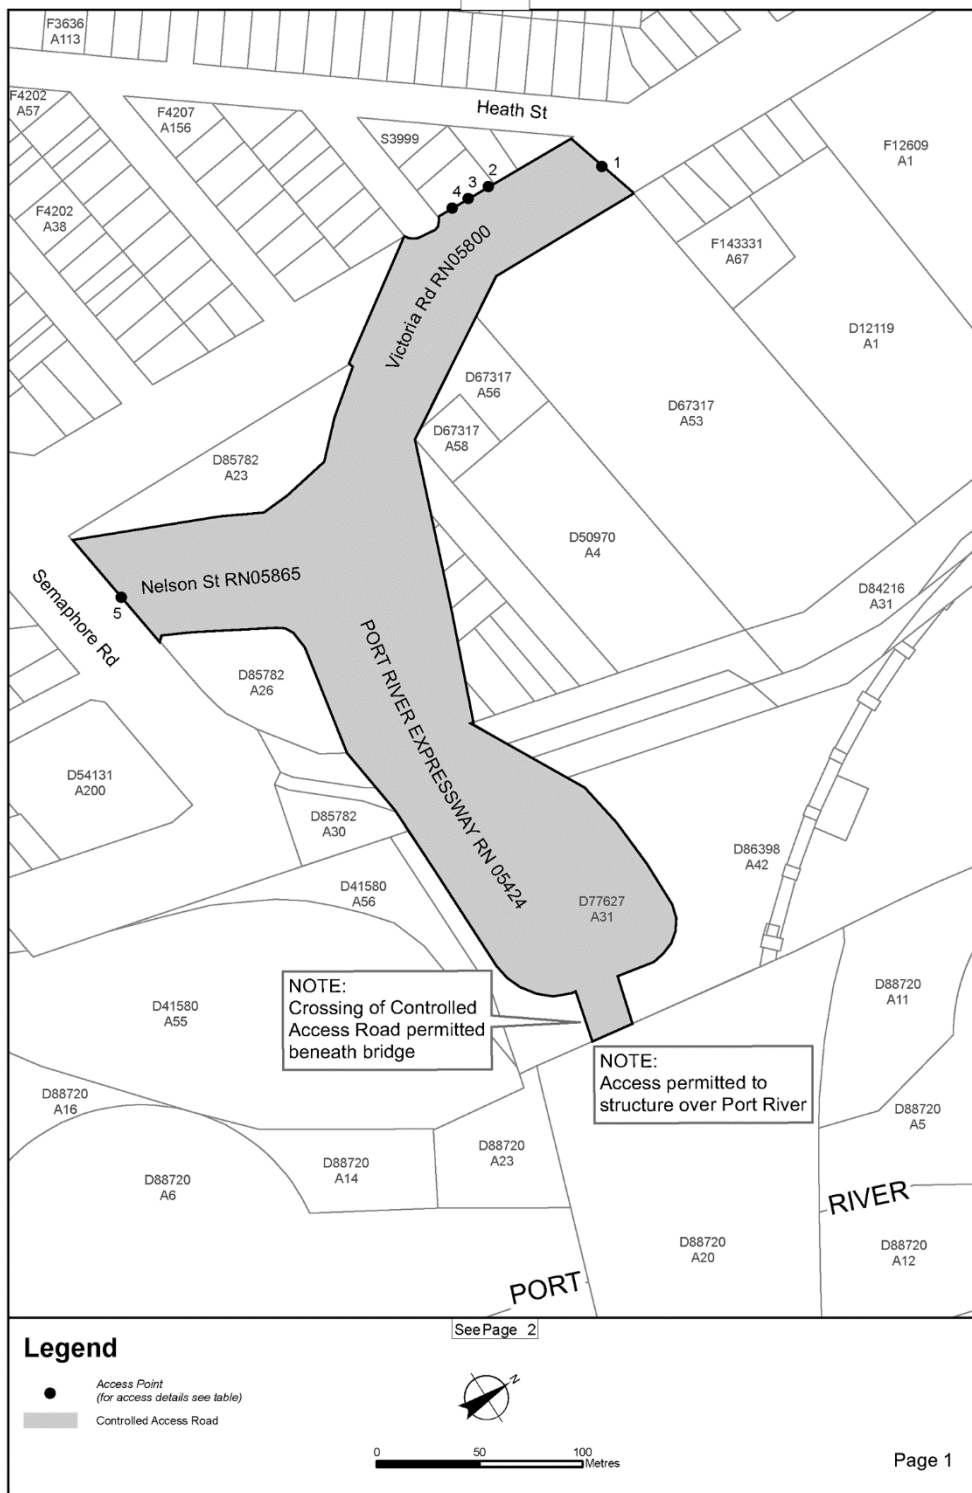 F3636
A113
Heath St
F4202
A57
F4207
A156
S3999
F12609
A1
1
2
3
4
F4202
A38
F143331
A67
Victoria Rd RN05800
D12119
A1
D67317
A56
D67317
A53
D67317
A58
D85782
A23
D50970
A4
Nelson St RN05865
D84216
A31
5
Semaphore Rd
PORT RIVER EXPRESSWAY RN 05424
D85782
A26
D54131
A200
D85782
A30
D86398
A42
D41580
A56
D77627
A31
NOTE:
Crossing of Controlled
Access Road permitted
beneath bridge
D88720
A11
D41580
A55
NOTE:
Access permitted to
structure over Port River
D88720
A16
D88720
A5
D88720
A23
D88720
A14
D88720
A6
RIVER
D88720
A20
D88720
A12
PORT
See Page 2
Legend
Access Point
(for access details see table)
Controlled Access Road
N
0 50 100
Metres
Page 1